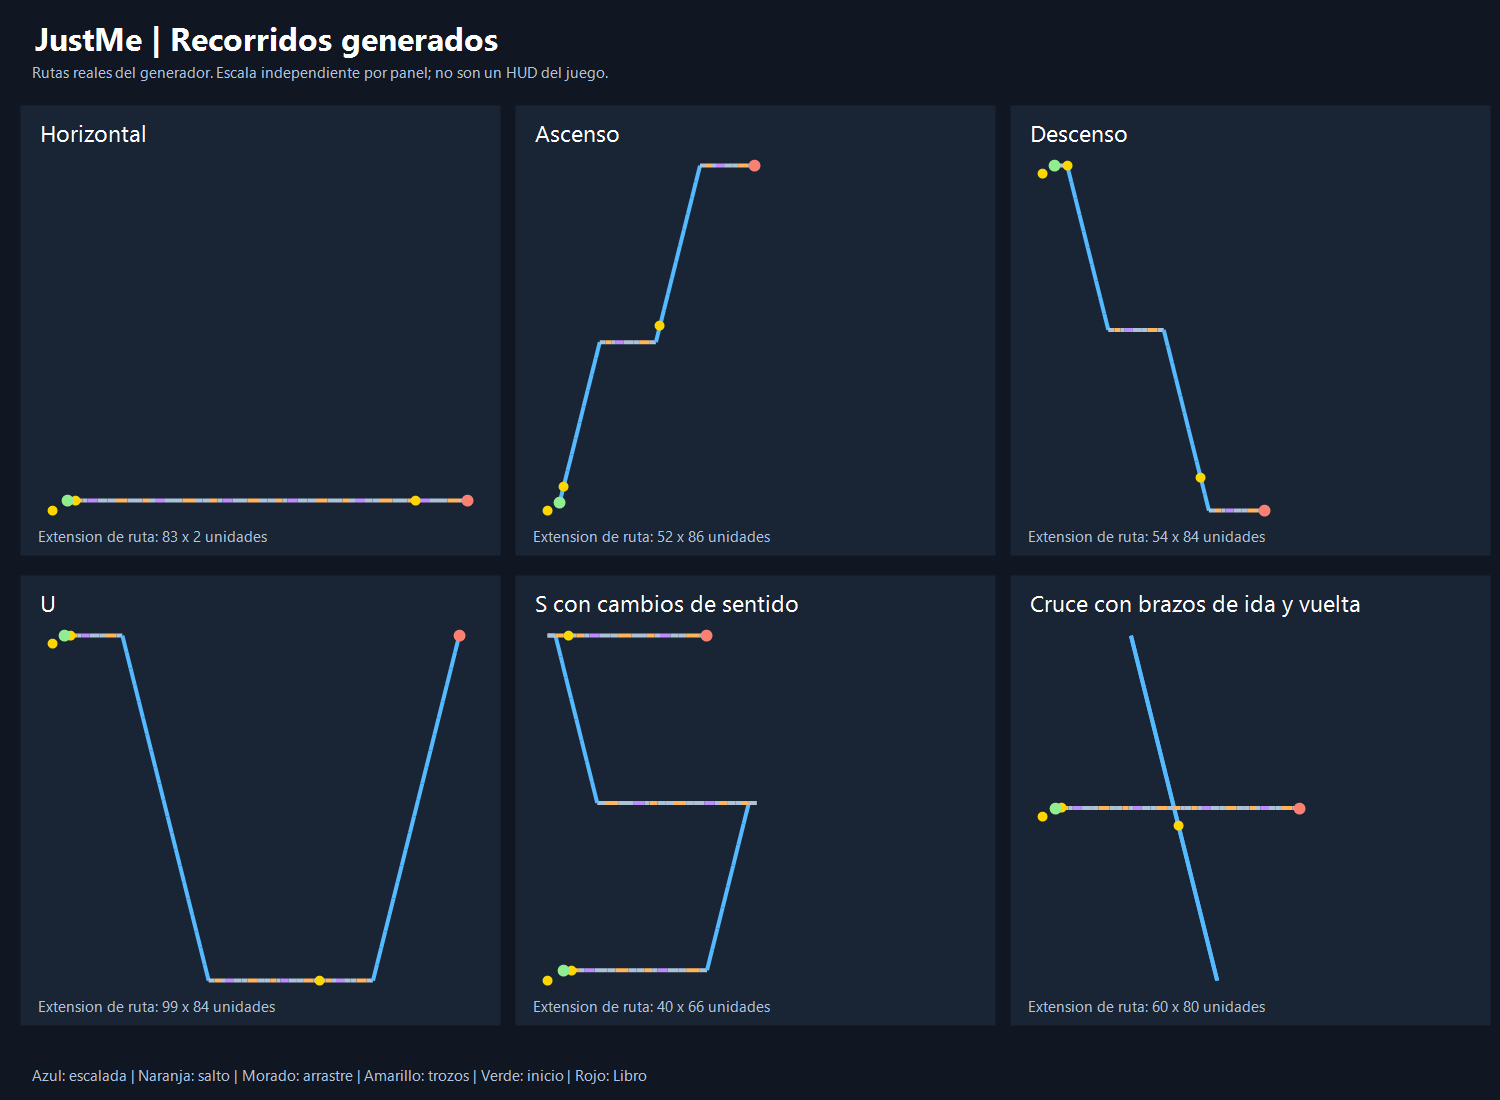 JustMe | Recorridos generados
Rutas reales del generador. Escala independiente por panel; no son un HUD del juego.
Horizontal
Extension de ruta: 83 x 2 unidades
Ascenso
Extension de ruta: 52 x 86 unidades
Descenso
Extension de ruta: 54 x 84 unidades
U
Extension de ruta: 99 x 84 unidades
S con cambios de sentido
Extension de ruta: 40 x 66 unidades
Cruce con brazos de ida y vuelta
Extension de ruta: 60 x 80 unidades
Azul: escalada | Naranja: salto | Morado: arrastre | Amarillo: trozos | Verde: inicio | Rojo: Libro